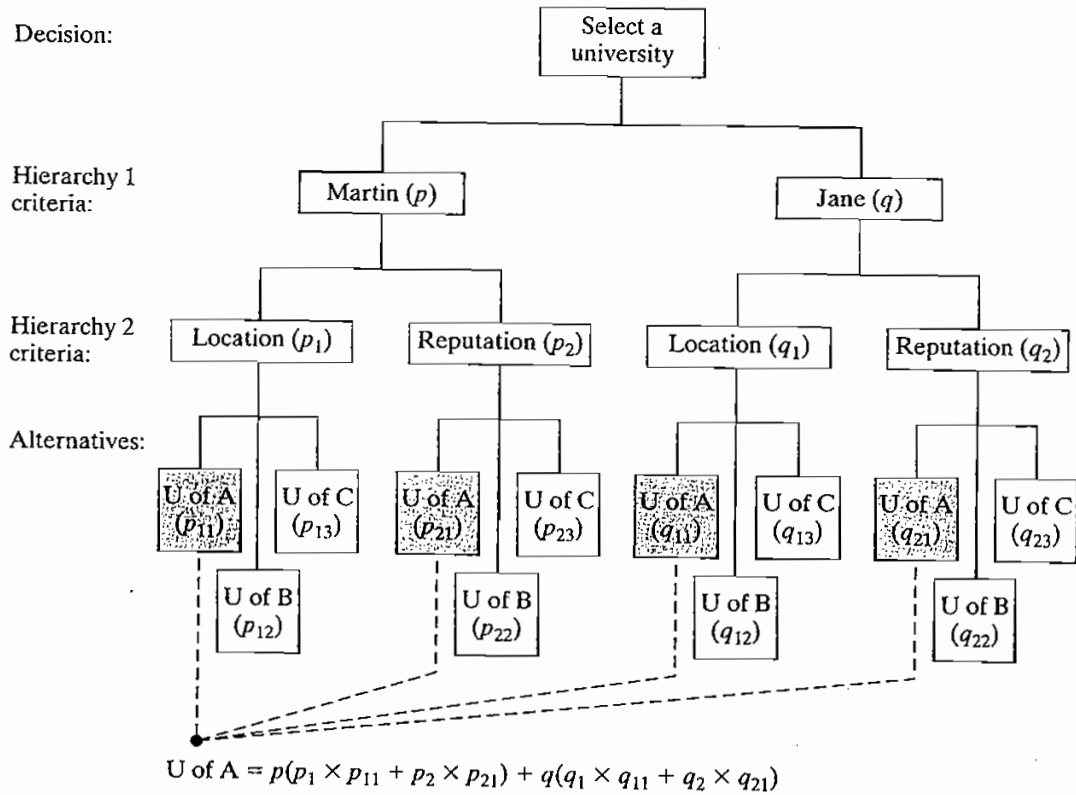 Decision:
Select a
university
Hierarchy 1
criteria:
Martin (p)
Jane (q)
Hierarchy 2
criteria:
Location (p₁)
Reputation (p₂)
Location (q₁)
Reputation (q₂)
Alternatives:
U of A
(p₁₁)
U of C
(p₁₃)
U of A
(p₂₁)
U of C
(p₂₃)
U of A
(q₁₁)
U of C
(q₁₃)
U of A
(q₂₁)
U of C
(q₂₃)
U of B
(p₁₂)
U of B
(p₂₂)
U of B
(q₁₂)
U of B
(q₂₂)
U of A = p(p₁ × p₁₁ + p₂ × p₂₁) + q(q₁ × q₁₁ + q₂ × q₂₁)